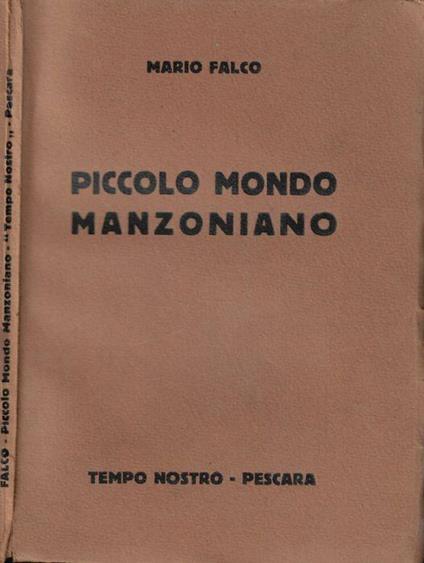 MARIO FALCO
PICCOLO MONDO
MANZONIANO
TEMPO NOSTRO - PESCARA
FALCO - Piccolo Mondo Manzoniano - "Tempo Nostro„ - Pescara